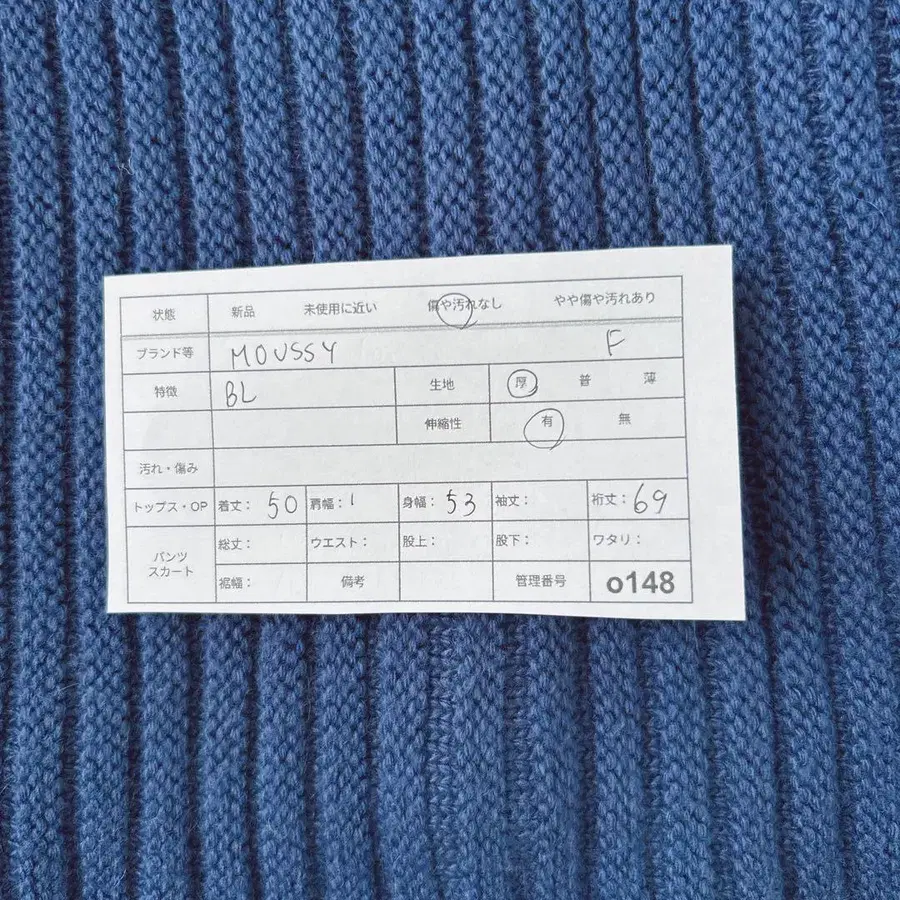 状態 新品 未使用に近い 傷や汚れなし やや傷や汚れあり
ブランド等 MOUSSY F
特徴 BL 生地 厚 普 薄
伸縮性 有 無
汚れ・傷み
トップス・OP 着丈: 50 肩幅: 身幅: 53 袖丈: 裄丈: 69
パンツ スカート 総丈: ウエスト: 股上: 股下: ワタリ:
裾幅: 備考 管理番号 o148